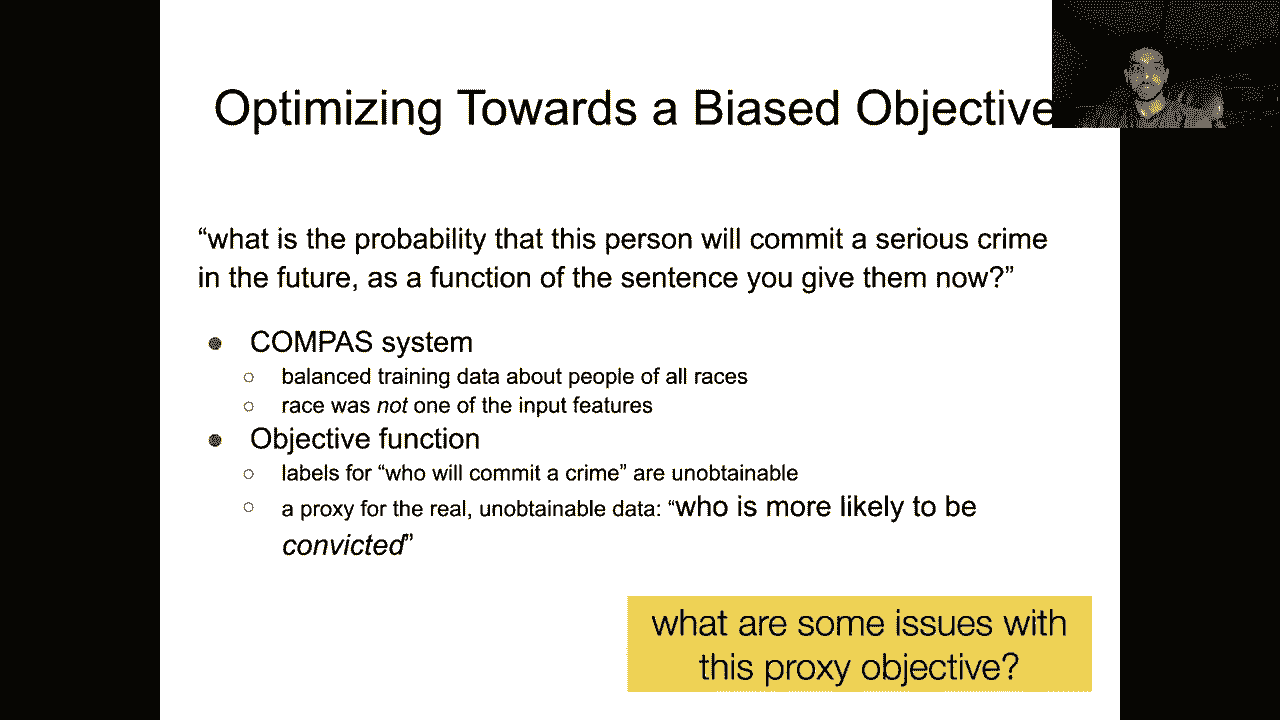 Optimizing Towards a Biased Objective
“what is the probability that this person will commit a serious crime
in the future, as a function of the sentence you give them now?”
● COMPAS system
○ balanced training data about people of all races
○ race was not one of the input features
● Objective function
○ labels for “who will commit a crime” are unobtainable
○ a proxy for the real, unobtainable data: “who is more likely to be
convicted”
what are some issues with
this proxy objective?